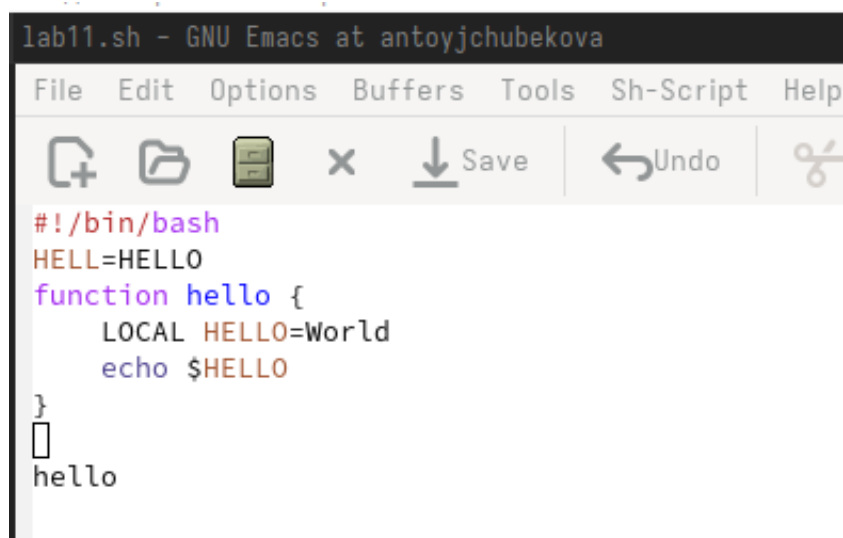 lab11.sh - GNU Emacs at antoyjchubekova
File Edit Options Buffers Tools Sh-Script Help
Save Undo
#!/bin/bash
HELL=HELLO
function hello {
    LOCAL HELLO=World
    echo $HELLO
}
hello